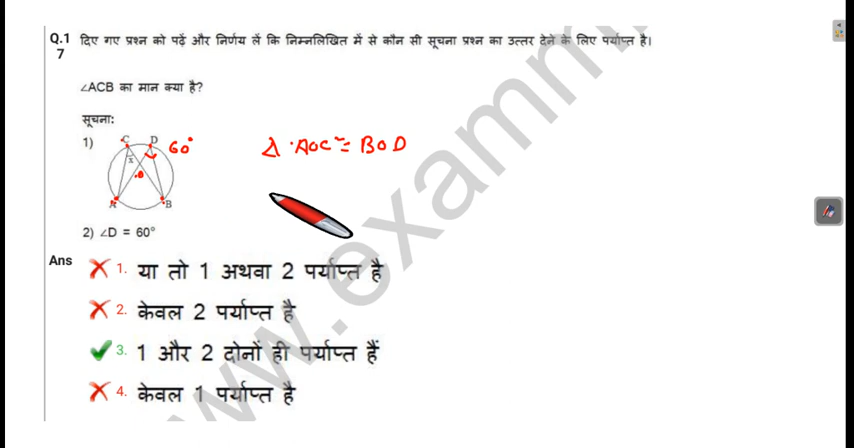 Q.1 दिए गए प्रश्न को पढ़ें और निर्णय लें कि निम्नलिखित में से कौन सी सूचना प्रश्न का उत्तर देने के लिए पर्याप्त है।
7
∠ACB का मान क्या है?
सूचना:
1)
C D 60° Δ·AOC ≅ BOD
x
O
A B
2) ∠D = 60°
Ans 1. या तो 1 अथवा 2 पर्याप्त है
2. केवल 2 पर्याप्त है
3. 1 और 2 दोनों ही पर्याप्त हैं
4. केवल 1 पर्याप्त है
www.examm